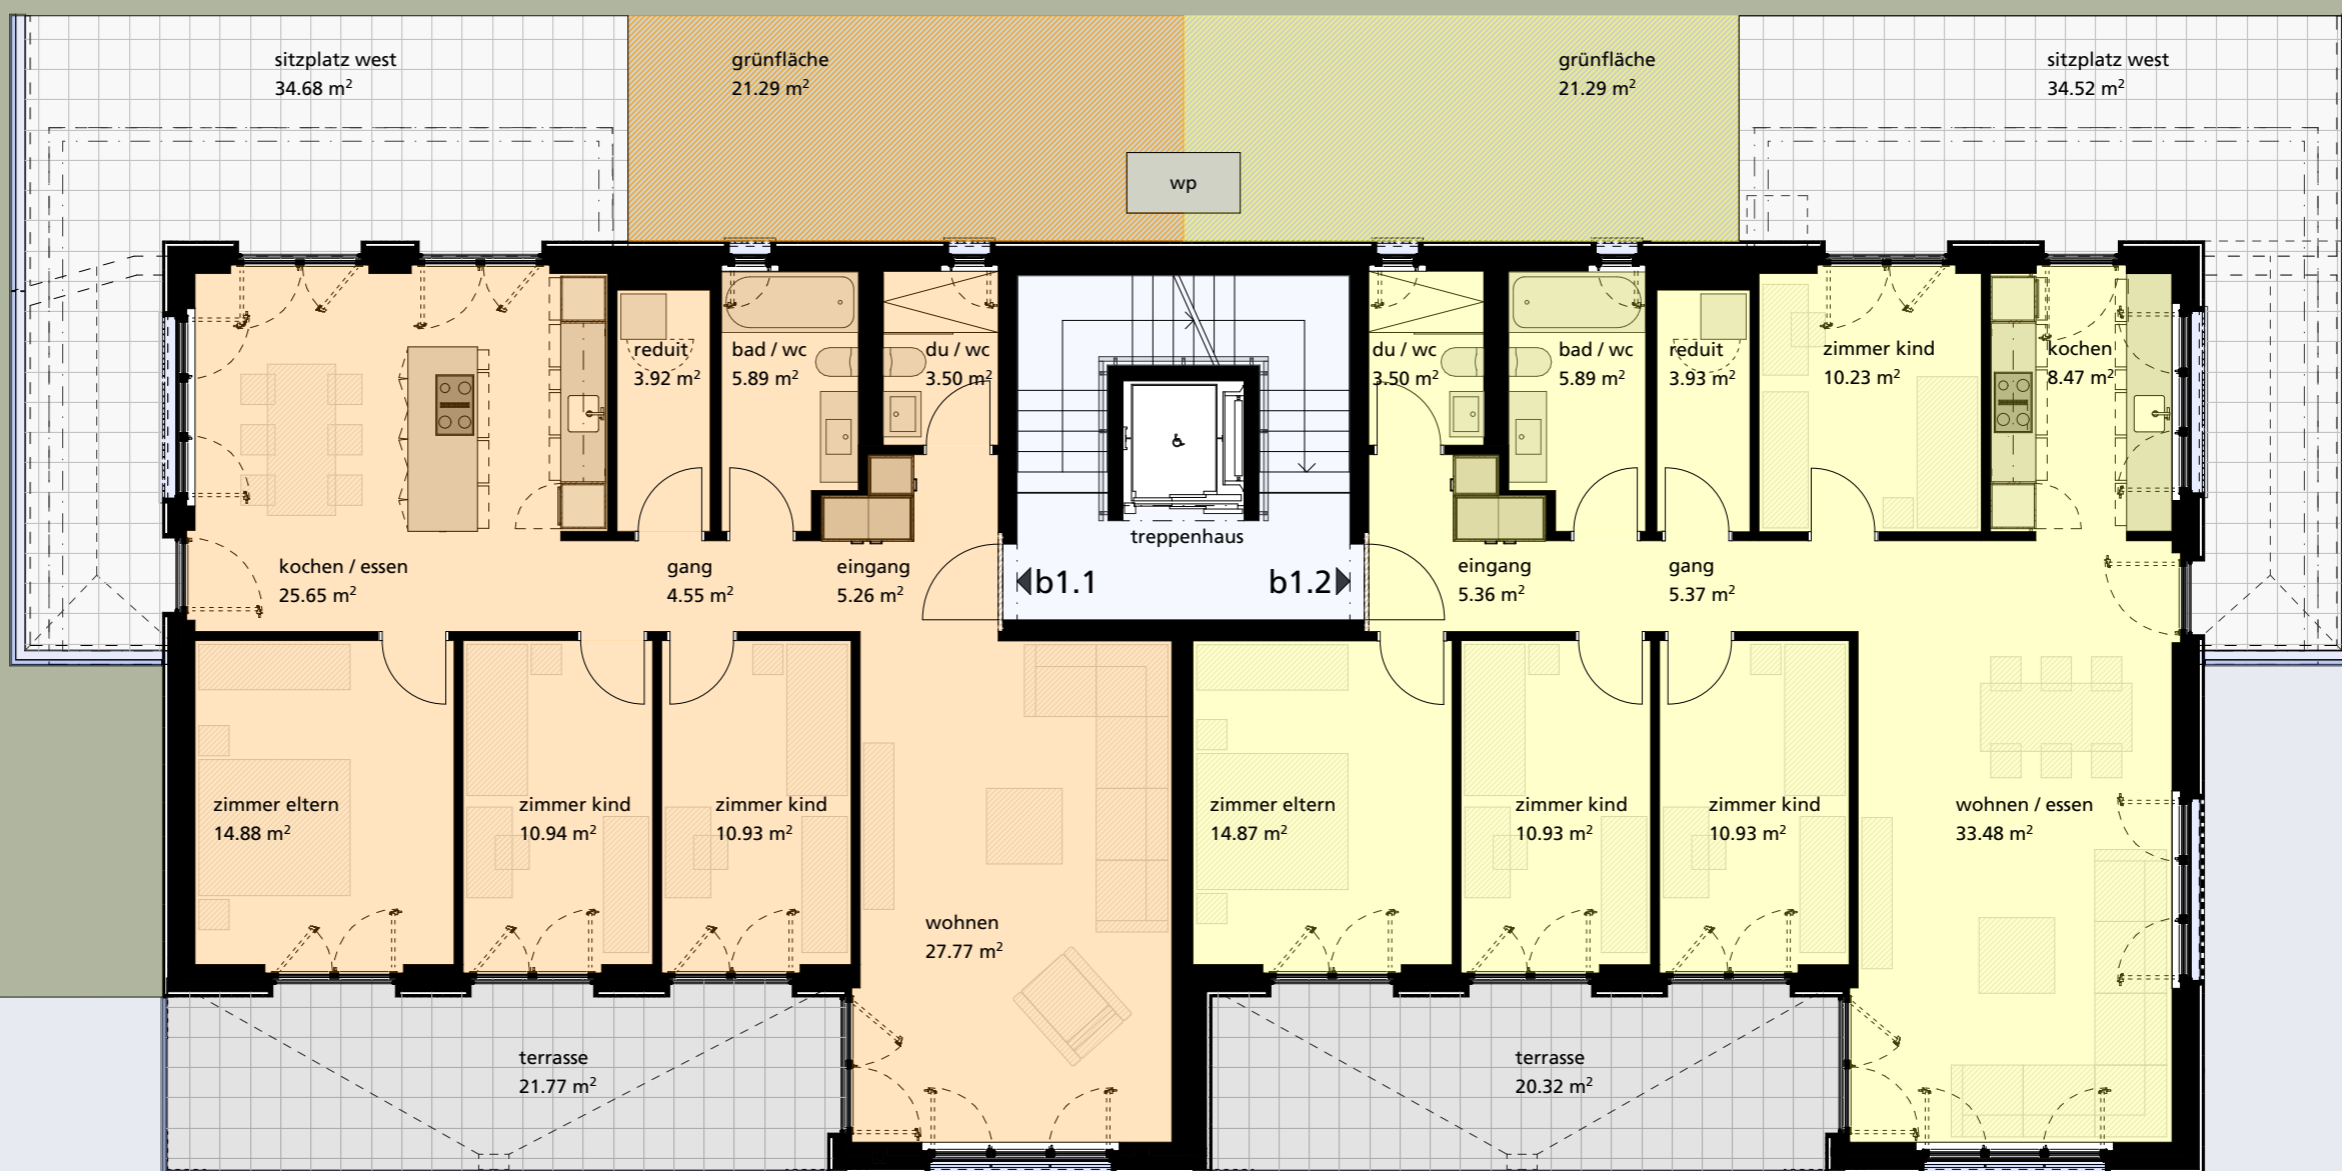 sitzplatz west
34.68 m²
grünfläche
21.29 m²
grünfläche
21.29 m²
sitzplatz west
34.52 m²
wp
reduit
3.92 m²
bad / wc
5.89 m²
du / wc
3.50 m²
du / wc
3.50 m²
bad / wc
5.89 m²
reduit
3.93 m²
zimmer kind
10.23 m²
kochen
8.47 m²
treppenhaus
kochen / essen
25.65 m²
gang
4.55 m²
eingang
5.26 m²
b1.1
b1.2
eingang
5.36 m²
gang
5.37 m²
zimmer eltern
14.88 m²
zimmer kind
10.94 m²
zimmer kind
10.93 m²
wohnen
27.77 m²
zimmer eltern
14.87 m²
zimmer kind
10.93 m²
zimmer kind
10.93 m²
wohnen / essen
33.48 m²
terrasse
21.77 m²
terrasse
20.32 m²